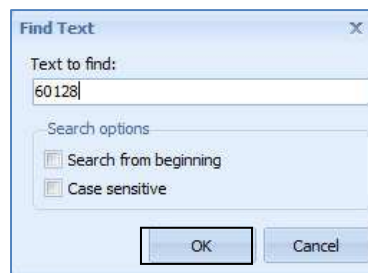 Find Text
Text to find:
60128
Search options
Search from beginning
Case sensitive
OK Cancel